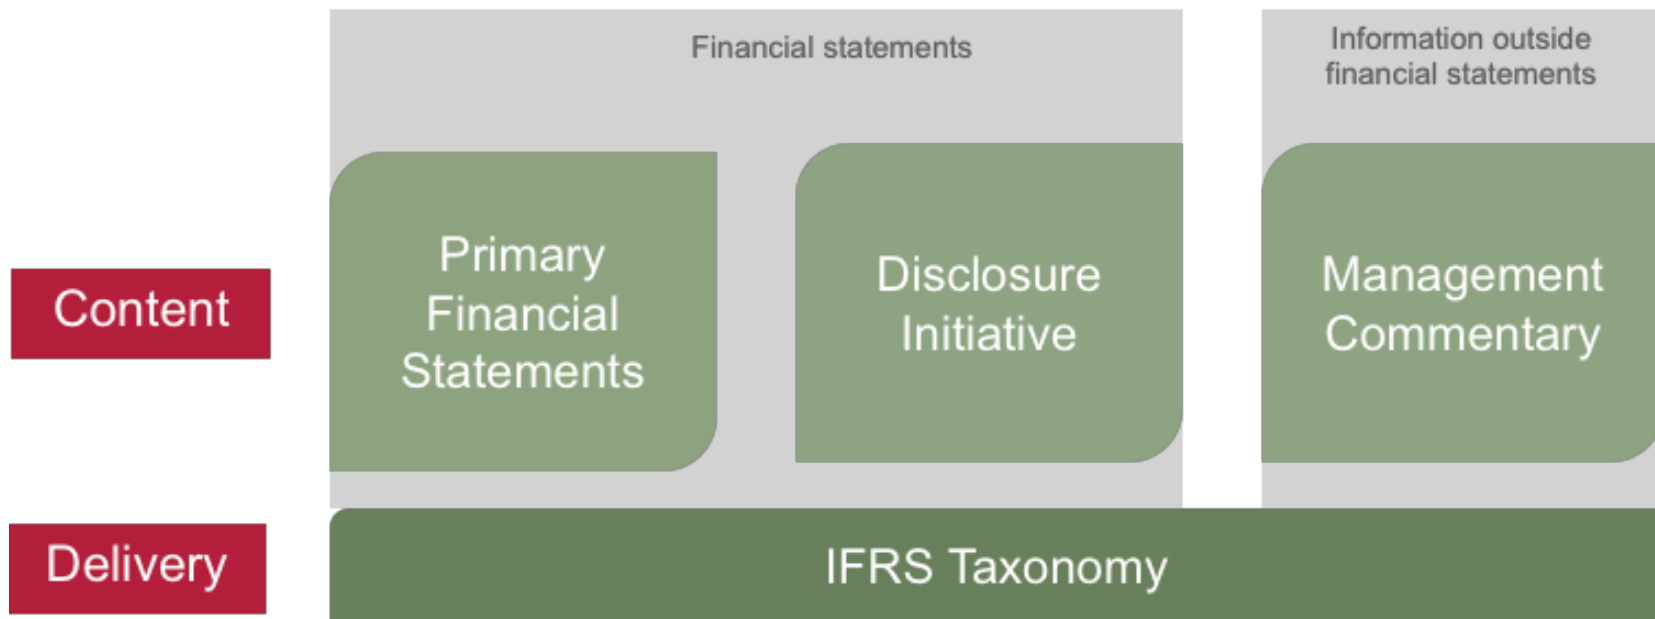 Financial statements
Information outside
financial statements
Content
Primary
Financial
Statements
Disclosure
Initiative
Management
Commentary
Delivery
IFRS Taxonomy